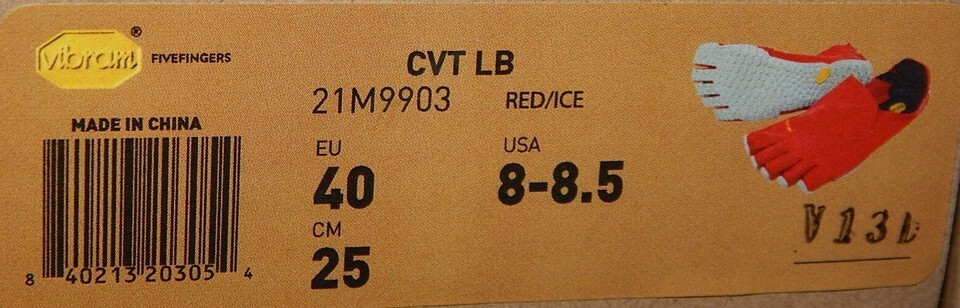 vibram® FIVEFINGERS
CVT LB
21M9903 RED/ICE
MADE IN CHINA
EU
40
USA
8-8.5
CM
25
8 40213 20305 4
V13L